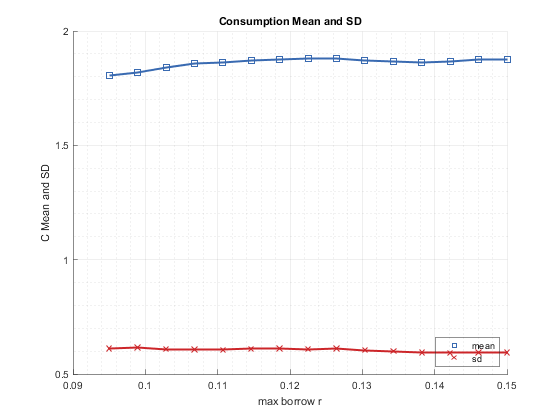 Consumption Mean and SD
2
1.5
1
0.5
C Mean and SD
0.09
0.1
0.11
0.12
0.13
0.14
0.15
max borrow r
mean
sd